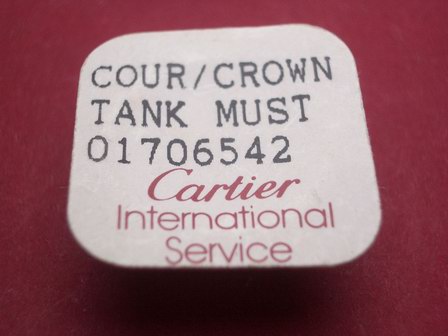 COUR/CROWN
TANK MUST
01706542
Cartier
International
Service